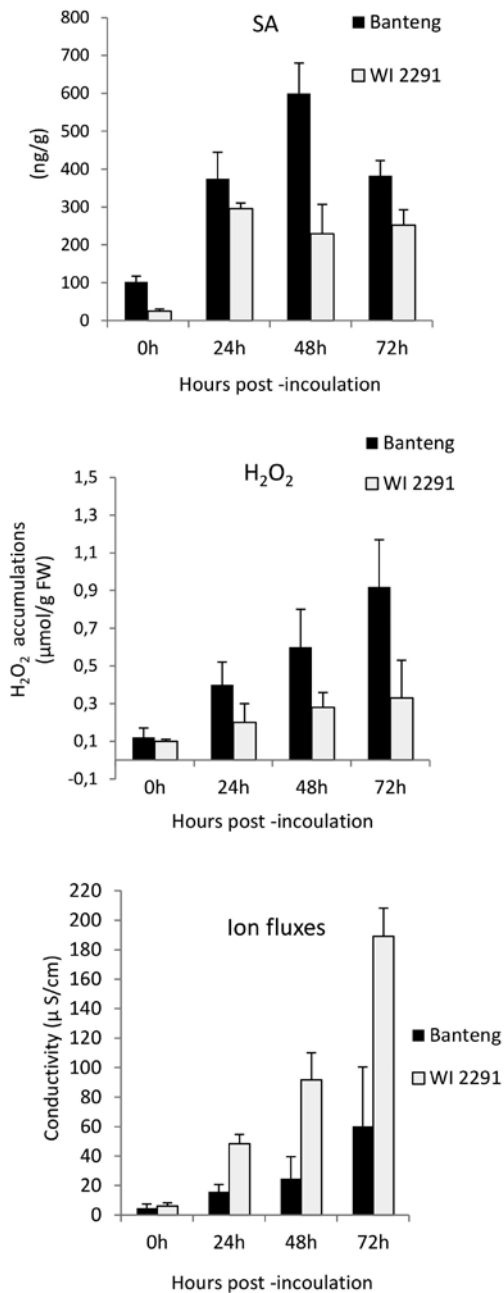 SA
Banteng
WI 2291
(ng/g)
800
700
600
500
400
300
200
100
0
0h 24h 48h 72h
Hours post -incoulation
Banteng
WI 2291
H₂O₂
H₂O₂ accumulations
(µmol/g FW)
1,5
1,3
1,1
0,9
0,7
0,5
0,3
0,1
-0,1
0h 24h 48h 72h
Hours post -incoulation
Ion fluxes
Conductivity (µ S/cm)
220
200
180
160
140
120
100
80
60
40
20
0
Banteng
WI 2291
0h 24h 48h 72h
Hours post -incoulation